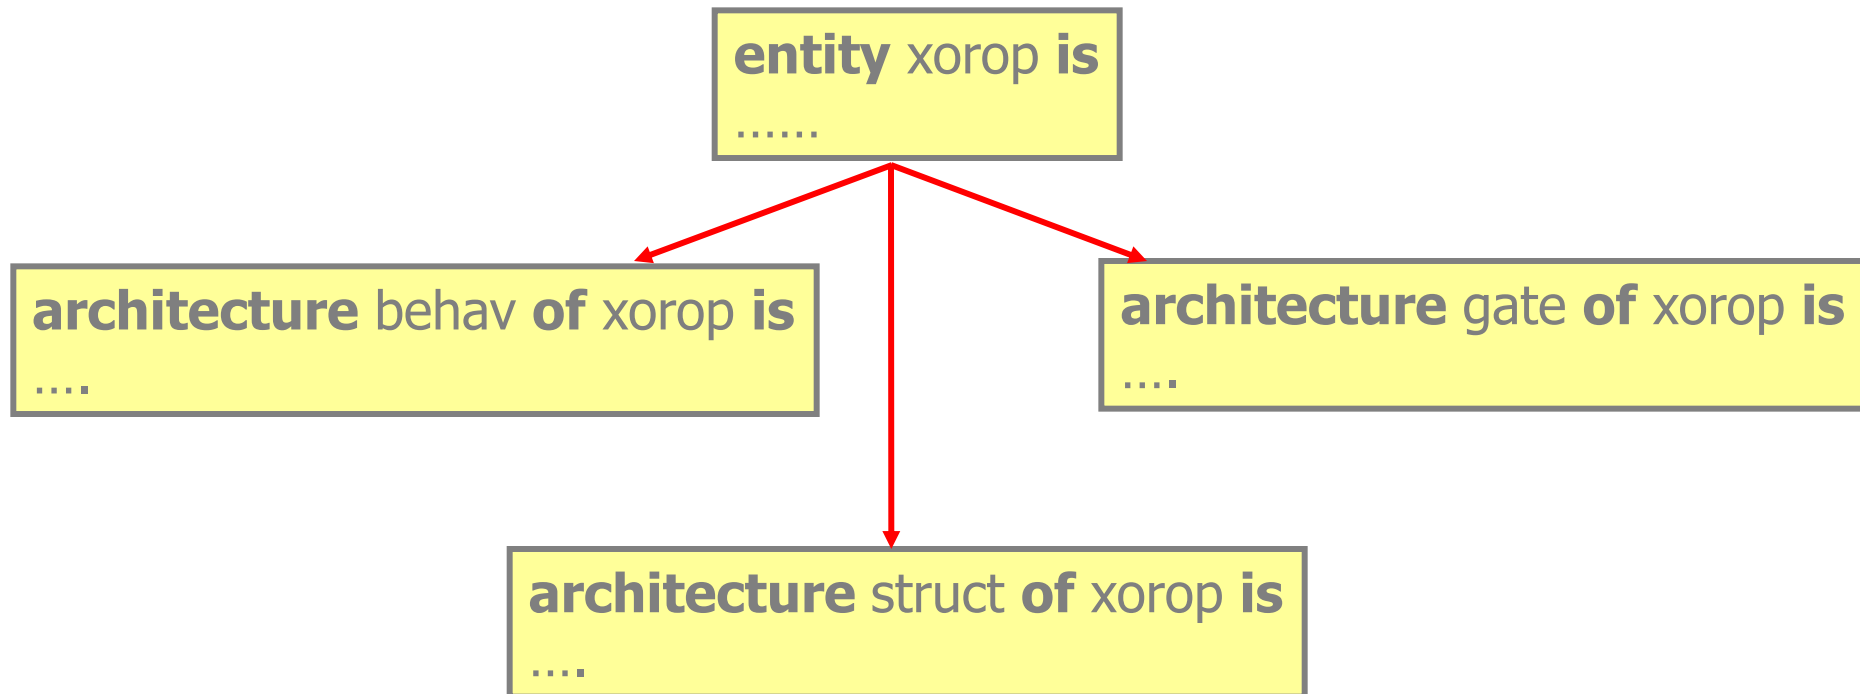 entity xorop is
......
architecture behav of xorop is
....
architecture gate of xorop is
....
architecture struct of xorop is
....